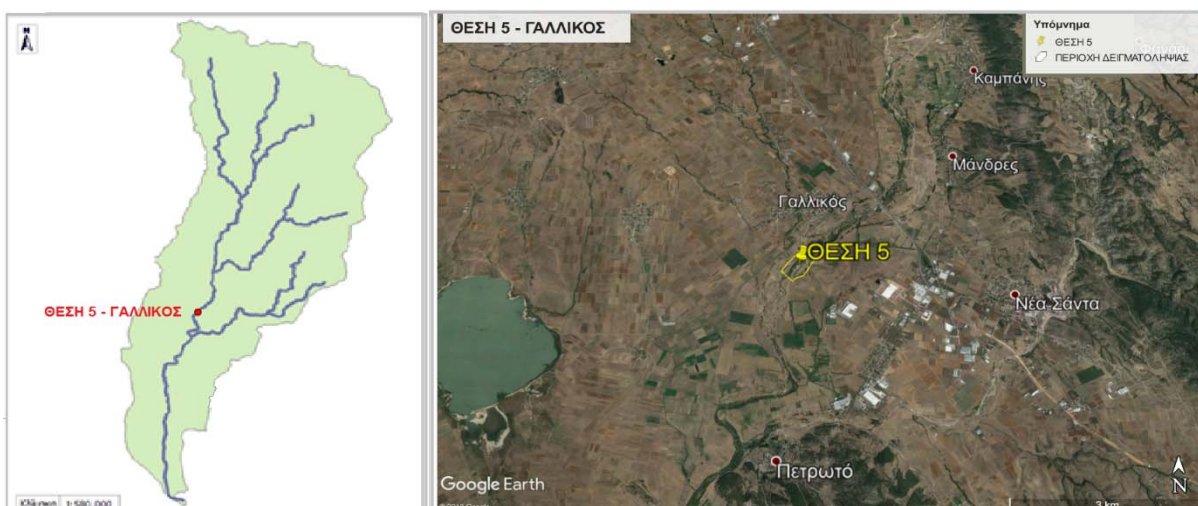 ΘΕΣΗ 5 - ΓΑΛΛΙΚΟΣ
Κλίμακα 1:580.000
ΘΕΣΗ 5 - ΓΑΛΛΙΚΟΣ
Υπόμνημα
ΘΕΣΗ 5
ΠΕΡΙΟΧΗ ΔΕΙΓΜΑΤΟΛΗΨΙΑΣ
Καμπάνης
Μάνδρες
Γαλλικός
ΘΕΣΗ 5
Νέα Σάντα
Πετρωτό
Google Earth
N
3 km